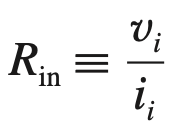 R_in ≡ v_i / i_i